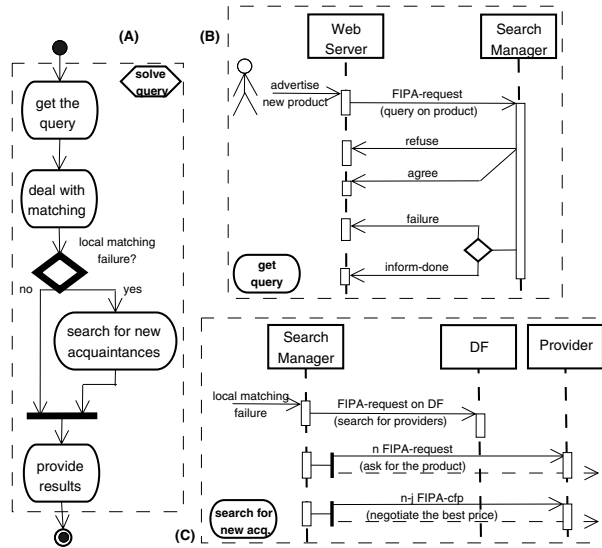 (A)
solve
query
get the
query
deal with
matching
local matching
failure?
no
yes
search for new
acquaintances
provide
results
(B)
Web
Server
Search
Manager
advertise
new product
FIPA-request
(query on product)
refuse
agree
failure
inform-done
get
query
Search
Manager
DF
Provider
local matching
failure
FIPA-request on DF
(search for providers)
n FIPA-request
(ask for the product)
n-j FIPA-cfp
(negotiate the best price)
search for
new acq.
(C)